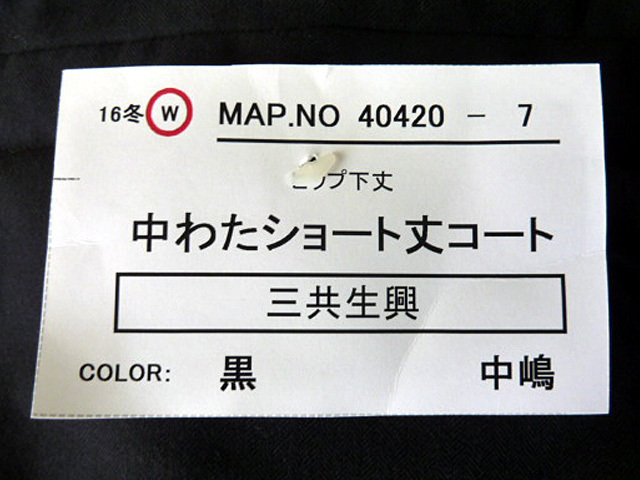 16冬 W MAP.NO 40420 - 7
ヒップ下丈
中わたショート丈コート
三共生興
COLOR: 黒 中嶋